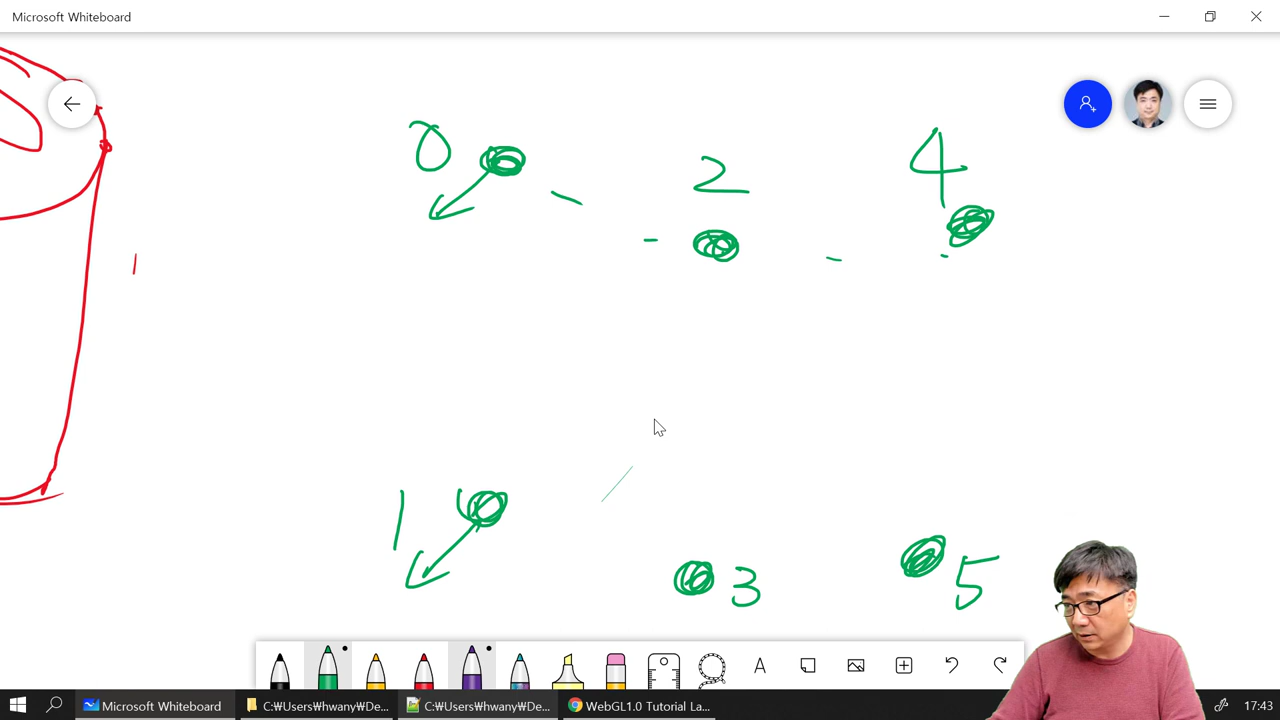 Microsoft Whiteboard
0
2
4
1
3
5
A
Microsoft Whiteboard
C:₩Users₩hwany₩De...
C:₩Users₩hwany₩De...
WebGL1.0 Tutorial La...
17:43